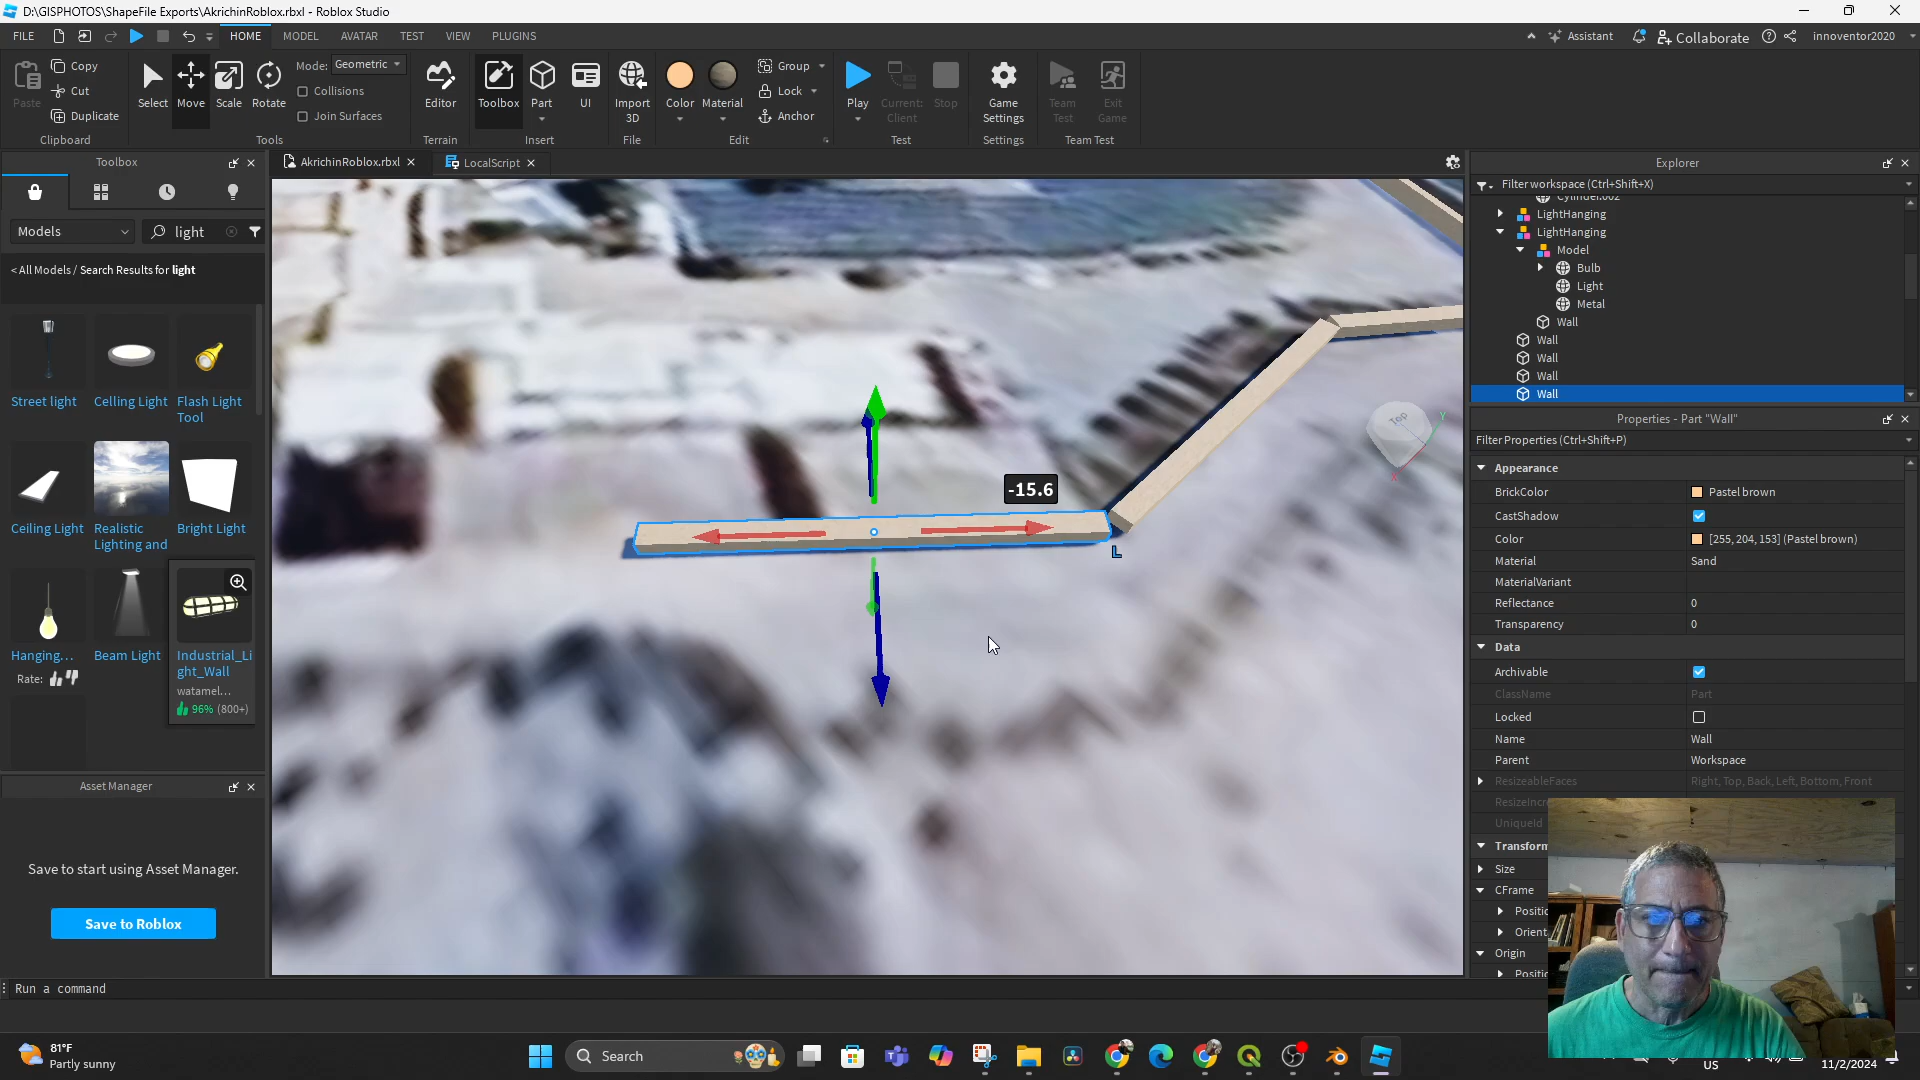 D:\GISPHOTOS\ShapeFile Exports\AkrichinRoblox.rbxl - Roblox Studio
FILE HOME MODEL AVATAR TEST VIEW PLUGINS Assistant Collaborate innoventor2020
Paste
Copy
Cut
Duplicate
Clipboard
Select Move Scale Rotate
Mode: Geometric
Collisions
Join Surfaces
Tools
Editor
Terrain
Toolbox Part UI
Insert
Import 3D
File
Color Material
Group
Lock
Anchor
Edit
Play Current: Client Stop
Test
Game Settings
Settings
Team Test Exit Game
Team Test
Toolbox
Models light
< All Models / Search Results for light
Street light Celling Light Flash Light Tool
Ceiling Light Realistic Lighting and Bright Light
Hanging... Beam Light Industrial_Li
ght_Wall
Rate: watamel...
96% (800+)
Asset Manager
Save to start using Asset Manager.
Save to Roblox
AkrichinRoblox.rbxl LocalScript
-15.6
L
Top
Y
X
Explorer
Filter workspace (Ctrl+Shift+X)
Cylinder.002
LightHanging
LightHanging
Model
Bulb
Light
Metal
Wall
Wall
Wall
Wall
Wall
Properties - Part "Wall"
Filter Properties (Ctrl+Shift+P)
Appearance
BrickColor Pastel brown
CastShadow
Color [255, 204, 153] (Pastel brown)
Material Sand
MaterialVariant
Reflectance 0
Transparency 0
Data
Archivable
ClassName Part
Locked
Name Wall
Parent Workspace
ResizeableFaces Right, Top, Back, Left, Bottom, Front
ResizeInc
UniqueId
Transform
Size
CFrame
Positi
Orient
Origin
Positi
Run a command
81°F
Partly sunny
Search
US
11/2/2024